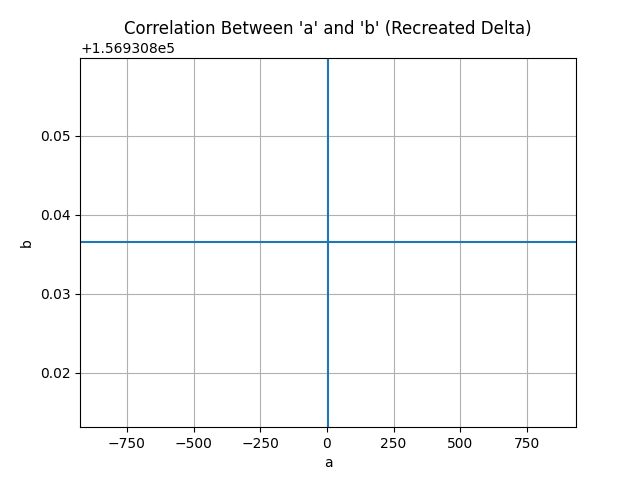 Correlation Between 'a' and 'b' (Recreated Delta)
+1.569308e5
0.05
0.04
b
0.03
0.02
−750 −500 −250 0 250 500 750
a